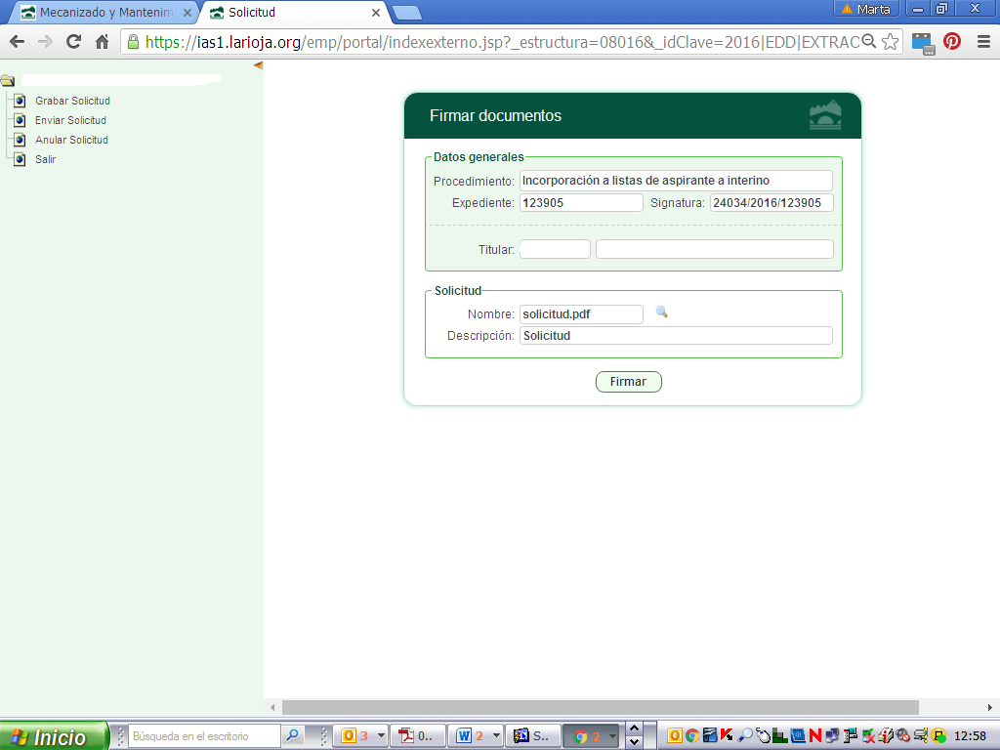 Mecanizado y Mantenim
Solicitud
Marta
https://ias1.larioja.org/emp/portal/indexexterno.jsp?_estructura=08016&_idClave=2016|EDD|EXTRAC
Grabar Solicitud
Enviar Solicitud
Anular Solicitud
Salir
Firmar documentos
Datos generales
Procedimiento: Incorporación a listas de aspirante a interino
Expediente: 123905 Signatura: 24034/2016/123905
Titular:
Solicitud
Nombre: solicitud.pdf
Descripción: Solicitud
Firmar
Inicio Búsqueda en el escritorio 3 0.. 2 S.. 2 12:58